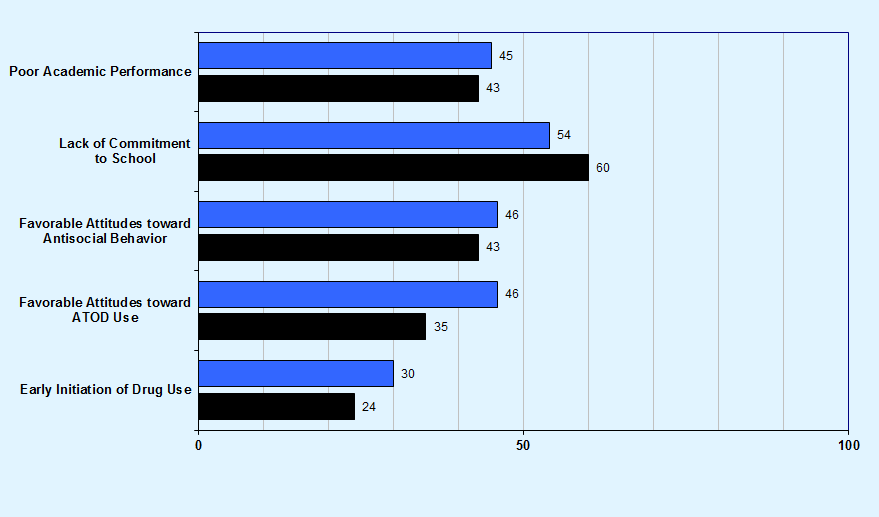 Poor Academic Performance
45
43
Lack of Commitment
to School
54
60
Favorable Attitudes toward
Antisocial Behavior
46
43
Favorable Attitudes toward
ATOD Use
46
35
Early Initiation of Drug Use
30
24
0
50
100